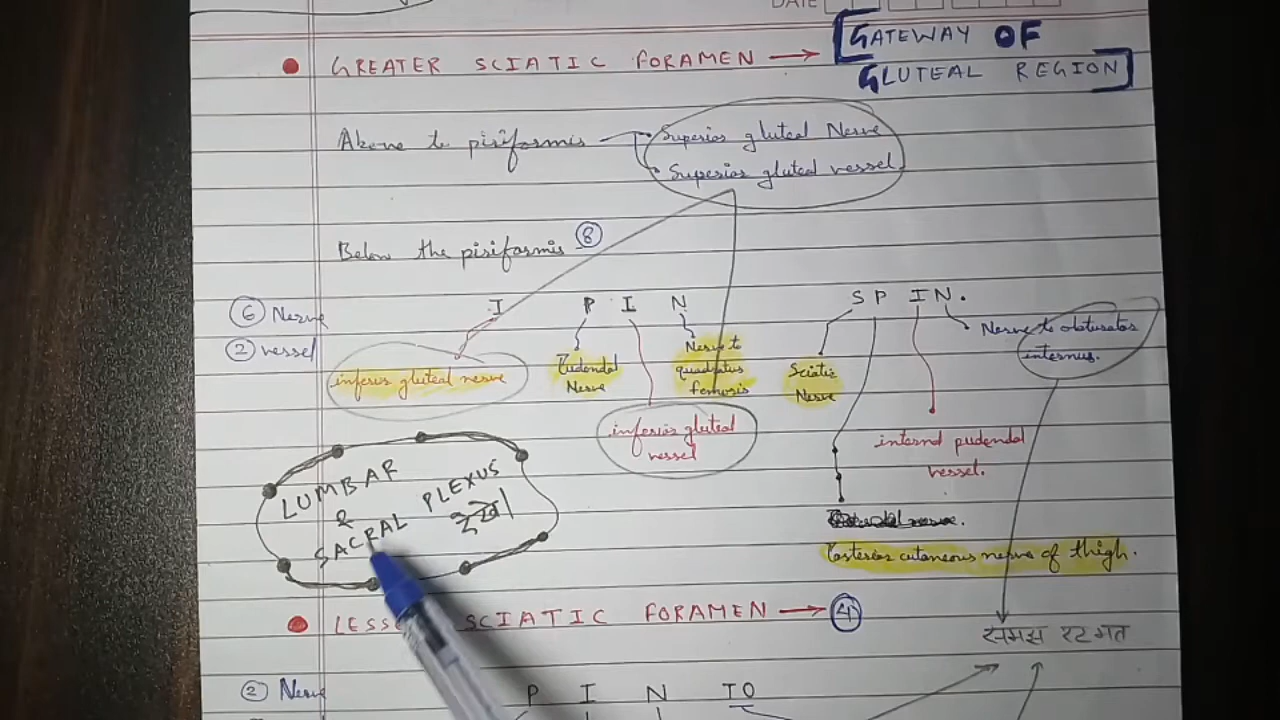 DATE
GREATER SCIATIC FORAMEN → [GATEWAY OF
GLUTEAL REGION]
Above to piriformis
Superior gluteal Nerve
Superior gluteal vessel
Below the piriformis 8
6 Nerve
2 vessel
I P I N
S P I N.
inferior gluteal nerve
Pudendal
Nerve
Nerve to
quadratus
femoris
inferior gluteal
vessel
Sciatic
Nerve
Nerve to obturator
internus.
internal pudendal
vessel.
Posterior cutaneous nerve of thigh.
LUMBAR
&
SACRAL PLEXUS
LESS SCIATIC FORAMEN → 4
समझ रटमत
2 Nerve
P I N TO